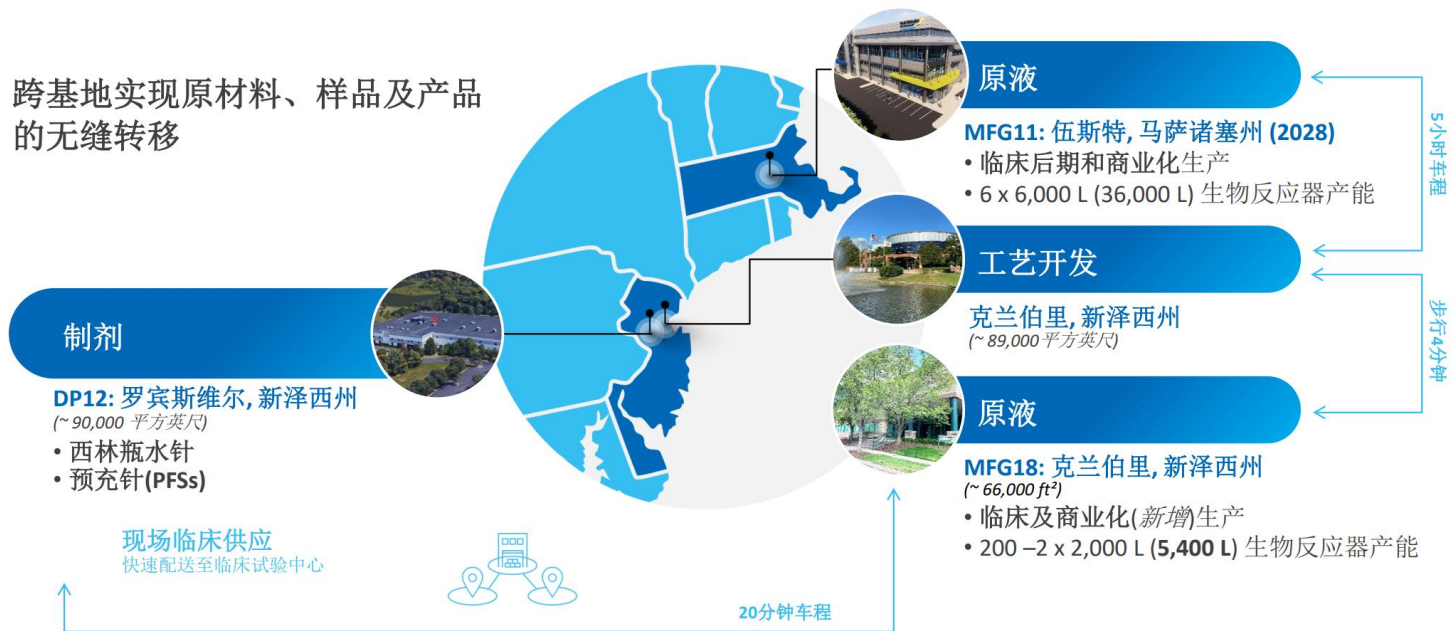 跨基地实现原材料、样品及产品
的无缝转移
原液
MFG11: 伍斯特, 马萨诸塞州 (2028)
• 临床后期和商业化生产
• 6 x 6,000 L (36,000 L) 生物反应器产能
5小时车程
工艺开发
克兰伯里, 新泽西州
(~ 89,000平方英尺)
步行4分钟
制剂
DP12: 罗宾斯维尔, 新泽西州
(~ 90,000 平方英尺)
• 西林瓶水针
• 预充针(PFSs)
原液
MFG18: 克兰伯里, 新泽西州
(~ 66,000 ft²)
• 临床及商业化(新增)生产
• 200 –2 x 2,000 L (5,400 L) 生物反应器产能
现场临床供应
快速配送至临床试验中心
20分钟车程